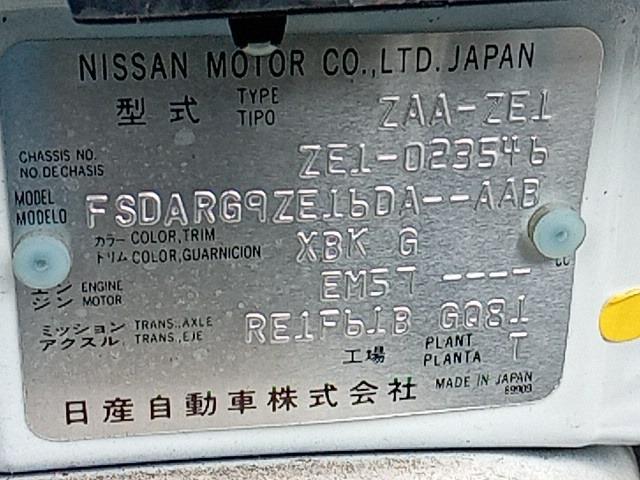 NISSAN MOTOR CO.,LTD. JAPAN
型式 TYPE TIPO ZAA-ZE1
CHASSIS NO.
NO. DE CHASIS ZE1-023546
MODEL
MODELO FSDARG9ZE16DA--AAB
カラー COLOR,TRIM
トリム COLOR,GUARNICION XBK G
エンジン ENGINE
MOTOR EM57 ----
ミッション TRANS.,AXLE
アクスル TRANS.,EJE RE1F61B GQ81
工場 PLANT
PLANTA T
日産自動車株式会社 MADE IN JAPAN